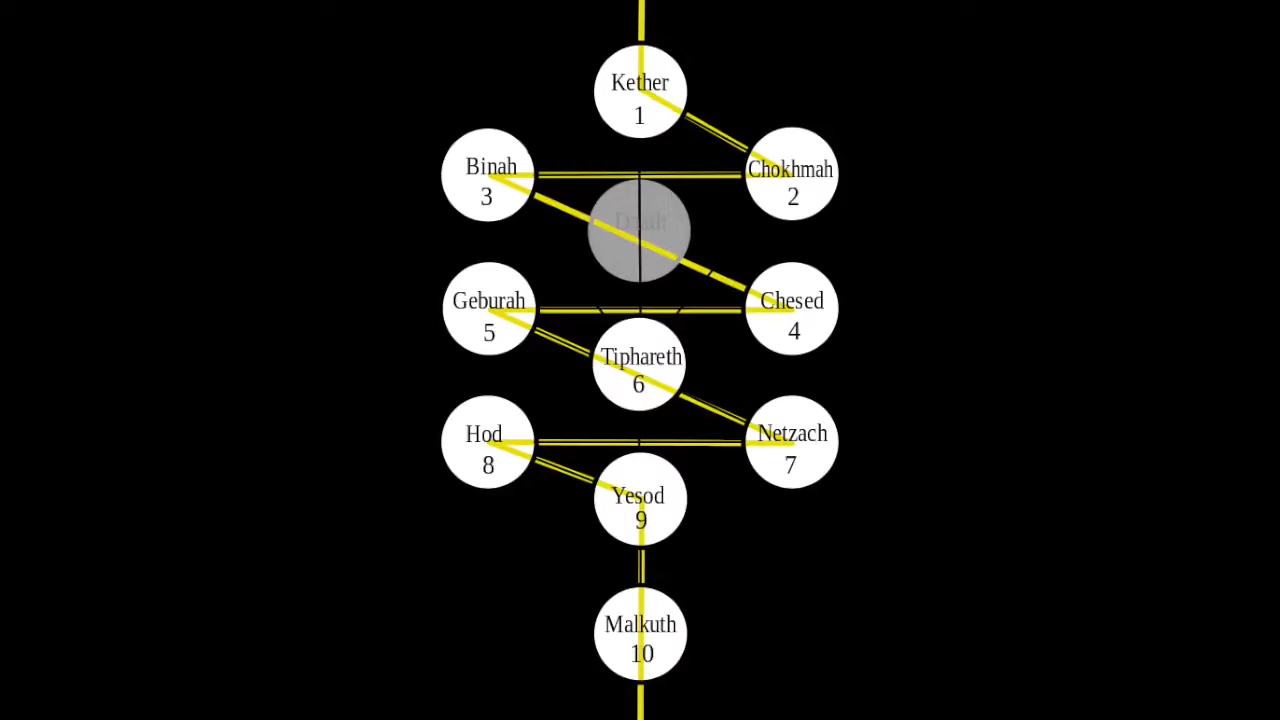 Kether
1
Binah
3
Chokhmah
2
Geburah
5
Chesed
4
Tiphareth
6
Hod
8
Netzach
7
Yesod
9
Malkuth
10